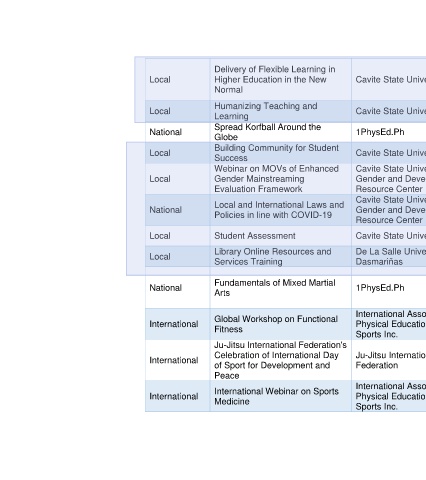 Local
Delivery of Flexible Learning in
Higher Education in the New
Normal
Cavite State Unive
Local
Humanizing Teaching and
Learning
Cavite State Unive
National
Spread Korfball Around the
Globe
1PhysEd.Ph
Local
Building Community for Student
Success
Cavite State Unive
Local
Webinar on MOVs of Enhanced
Gender Mainstreaming
Evaluation Framework
Cavite State Unive
Gender and Deve
Resource Center
National
Local and International Laws and
Policies in line with COVID-19
Cavite State Unive
Gender and Deve
Resource Center
Local
Student Assessment
Cavite State Unive
Local
Library Online Resources and
Services Training
De La Salle Unive
Dasmariñas
National
Fundamentals of Mixed Martial
Arts
1PhysEd.Ph
International
Global Workshop on Functional
Fitness
International Asso
Physical Educatio
Sports Inc.
International
Ju-Jitsu International Federation's
Celebration of International Day
of Sport for Development and
Peace
Ju-Jitsu Internatio
Federation
International
International Webinar on Sports
Medicine
International Asso
Physical Educatio
Sports Inc.